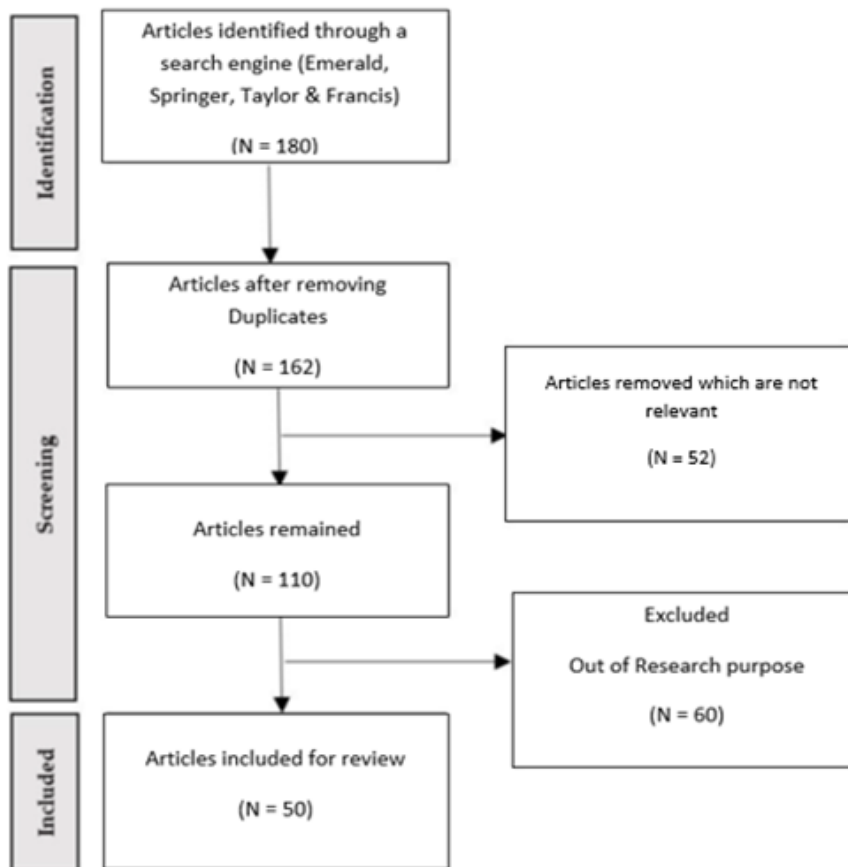 Identification
Articles identified through a
search engine (Emerald,
Springer, Taylor & Francis)
(N = 180)
Screening
Articles after removing
Duplicates
(N = 162)
Articles removed which are not
relevant
(N = 52)
Articles remained
(N = 110)
Excluded
Out of Research purpose
(N = 60)
Included
Articles included for review
(N = 50)